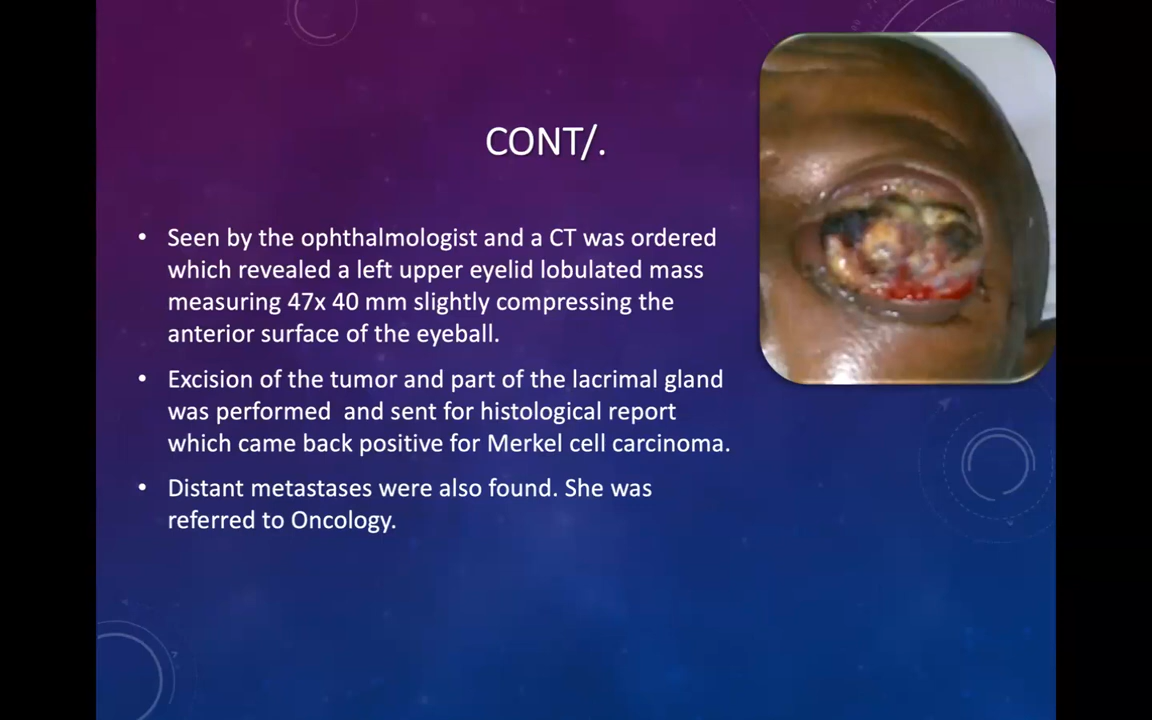 CONT/.
• Seen by the ophthalmologist and a CT was ordered
which revealed a left upper eyelid lobulated mass
measuring 47x 40 mm slightly compressing the
anterior surface of the eyeball.
• Excision of the tumor and part of the lacrimal gland
was performed  and sent for histological report
which came back positive for Merkel cell carcinoma.
• Distant metastases were also found. She was
referred to Oncology.